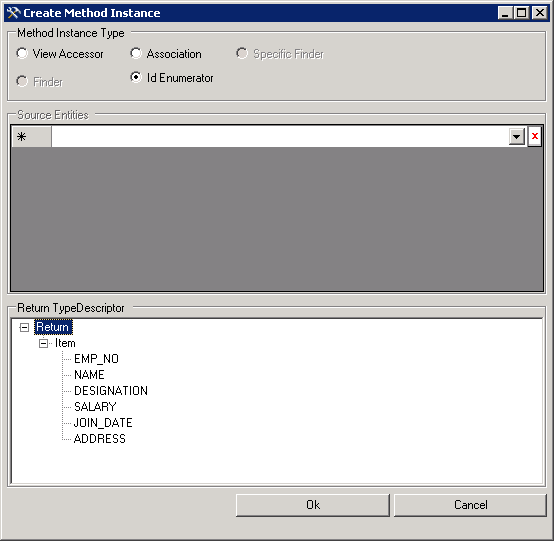 Create Method Instance
Method Instance Type
View Accessor Association Specific Finder
Finder Id Enumerator
Source Entities
Return TypeDescriptor
Return
Item
EMP_NO
NAME
DESIGNATION
SALARY
JOIN_DATE
ADDRESS
Ok Cancel